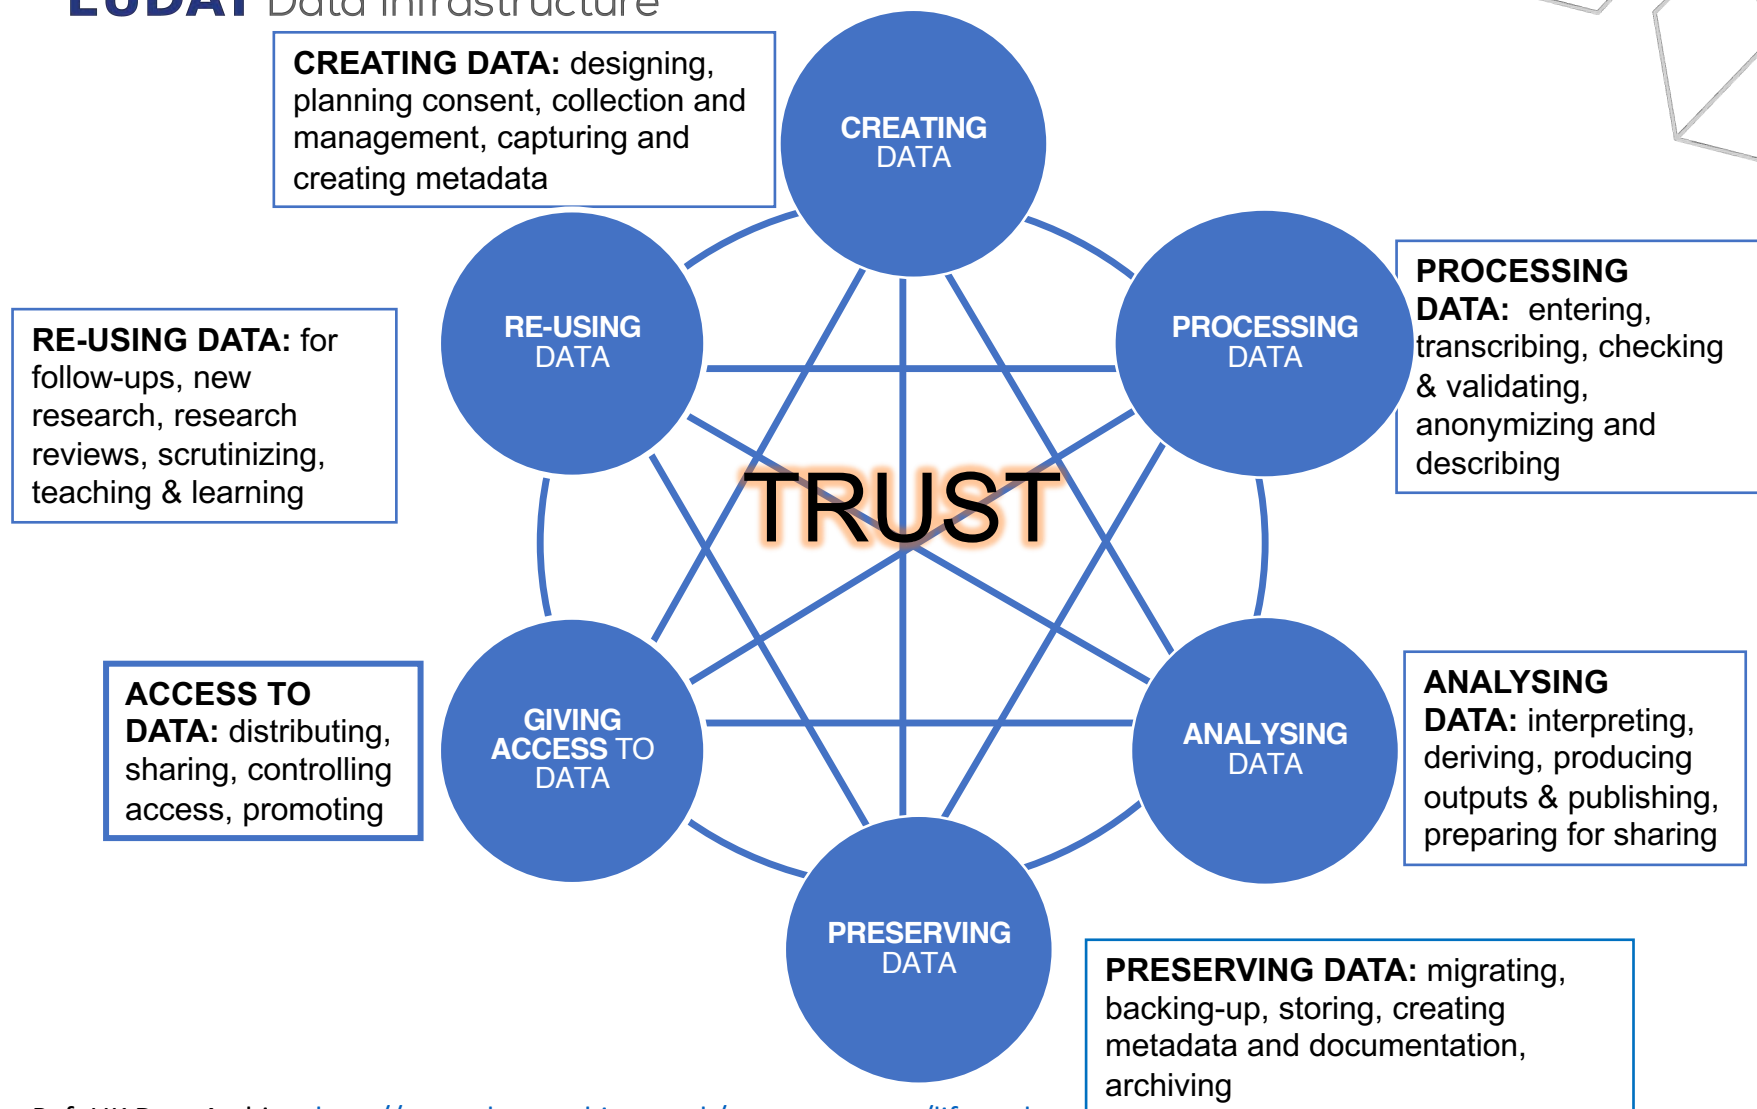 EUDAT Data Infrastructure
CREATING DATA: designing,
planning consent, collection and
management, capturing and
creating metadata
CREATING
DATA
PROCESSING
DATA
PROCESSING
DATA: entering,
transcribing, checking
& validating,
anonymizing and
describing
RE-USING
DATA
RE-USING DATA: for
follow-ups, new
research, research
reviews, scrutinizing,
teaching & learning
TRUST
ACCESS TO
DATA: distributing,
sharing, controlling
access, promoting
GIVING
ACCESS TO
DATA
ANALYSING
DATA
ANALYSING
DATA: interpreting,
deriving, producing
outputs & publishing,
preparing for sharing
PRESERVING
DATA
PRESERVING DATA: migrating,
backing-up, storing, creating
metadata and documentation,
archiving